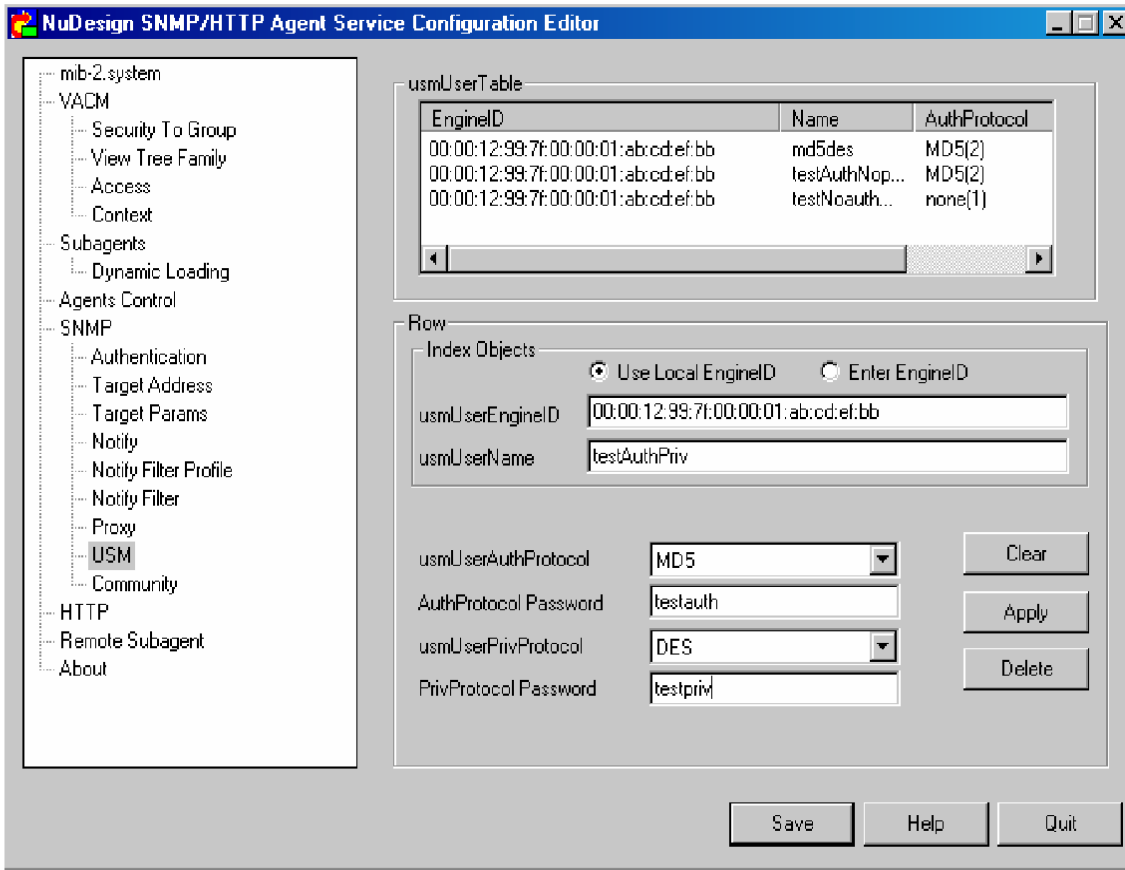 NuDesign SNMP/HTTP Agent Service Configuration Editor
mib-2.system
VACM
Security To Group
View Tree Family
Access
Context
Subagents
Dynamic Loading
Agents Control
SNMP
Authentication
Target Address
Target Params
Notify
Notify Filter Profile
Notify Filter
Proxy
USM
Community
HTTP
Remote Subagent
About
usmUserTable
EngineID Name AuthProtocol
00:00:12:99:7f:00:00:01:ab:cd:ef:bb md5des MD5(2)
00:00:12:99:7f:00:00:01:ab:cd:ef:bb testAuthNop... MD5(2)
00:00:12:99:7f:00:00:01:ab:cd:ef:bb testNoauth... none(1)
Row
Index Objects
Use Local EngineID Enter EngineID
usmUserEngineID 00:00:12:99:7f:00:00:01:ab:cd:ef:bb
usmUserName testAuthPriv
usmUserAuthProtocol MD5 Clear
AuthProtocol Password testauth Apply
usmUserPrivProtocol DES
PrivProtocol Password testpriv Delete
Save Help Quit